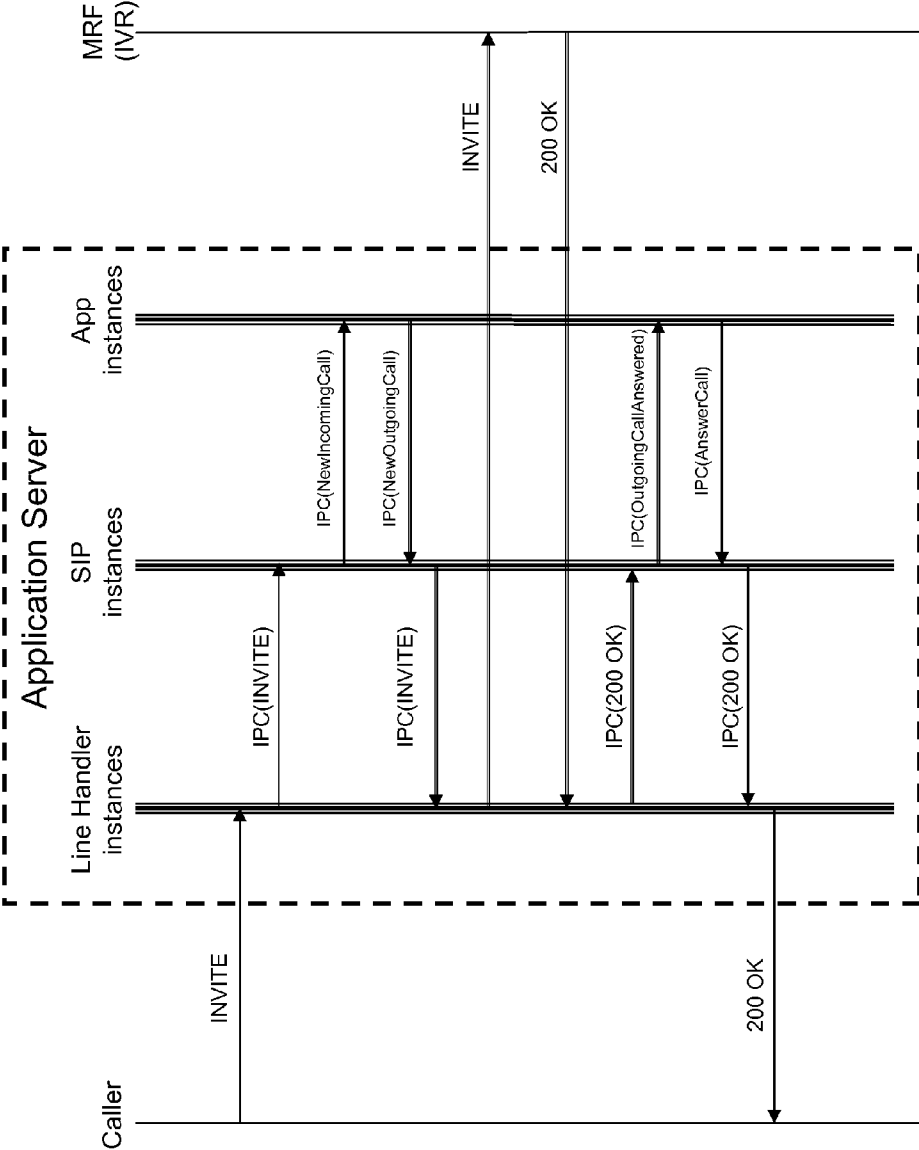 Application Server
Caller
Line Handler
instances
SIP
instances
App
instances
MRF
(IVR)
INVITE
IPC(INVITE)
IPC(NewIncomingCall)
IPC(NewOutgoingCall)
IPC(INVITE)
INVITE
200 OK
IPC(200 OK)
IPC(OutgoingCallAnswered)
IPC(AnswerCall)
IPC(200 OK)
200 OK